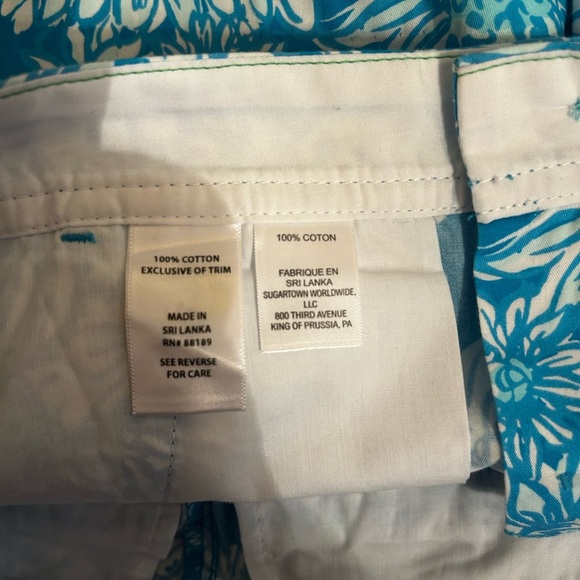 100% COTTON
EXCLUSIVE OF TRIM
MADE IN
SRI LANKA
RN# 88189
SEE REVERSE
FOR CARE
100% COTON
FABRIQUE EN
SRI LANKA
SUGARTOWN WORLDWIDE,
LLC
800 THIRD AVENUE
KING OF PRUSSIA, PA